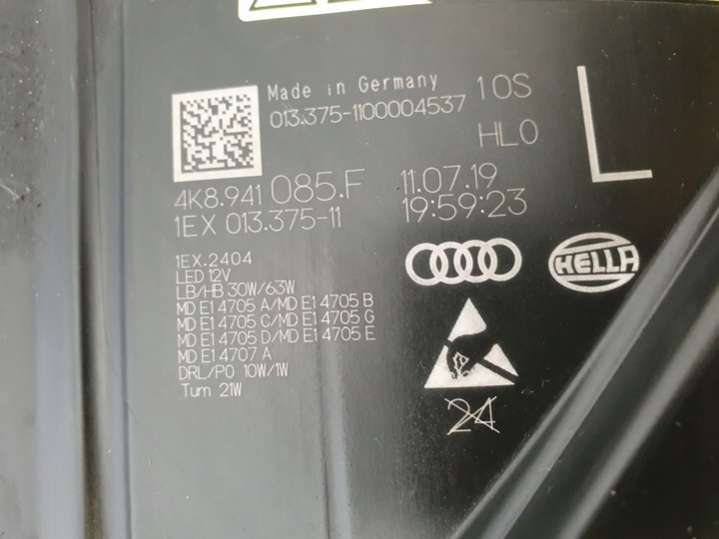 Made in Germany
013.375-1100004537 10S
HL0
L
4K8.941 085.F 11.07.19
1EX 013.375-11 19:59:23
1EX.2404
LED 12V
LB/HB 30W/63W
MD E1 4705 A/MD E1 4705 B
MD E1 4705 C/MD E1 4705 G
MD E1 4705 D/MD E1 4705 E
MD E1 4707 A
DRL/PO 10W/1W
Turn 21W
HELLA
24